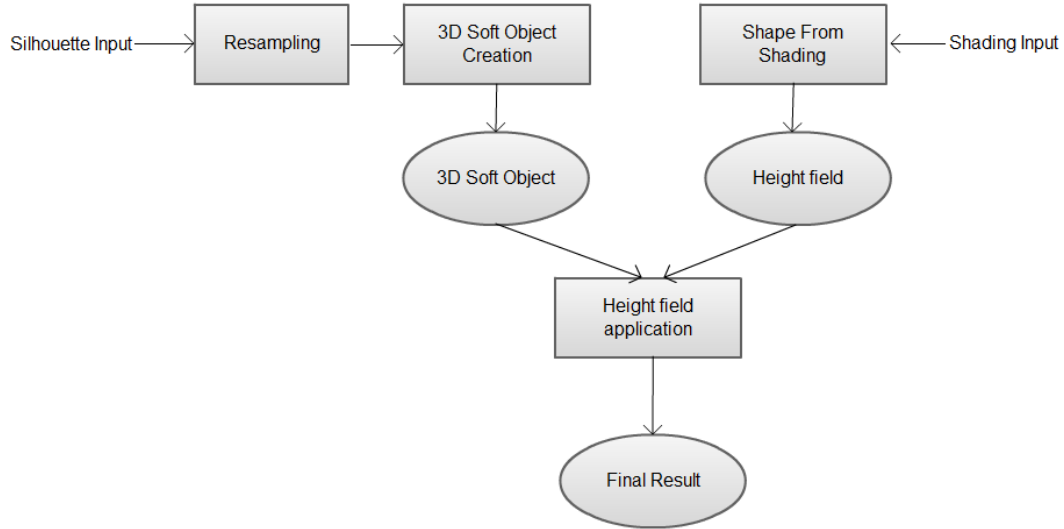 Silhouette Input
Resampling
3D Soft Object
Creation
Shape From
Shading
Shading Input
3D Soft Object
Height field
Height field
application
Final Result